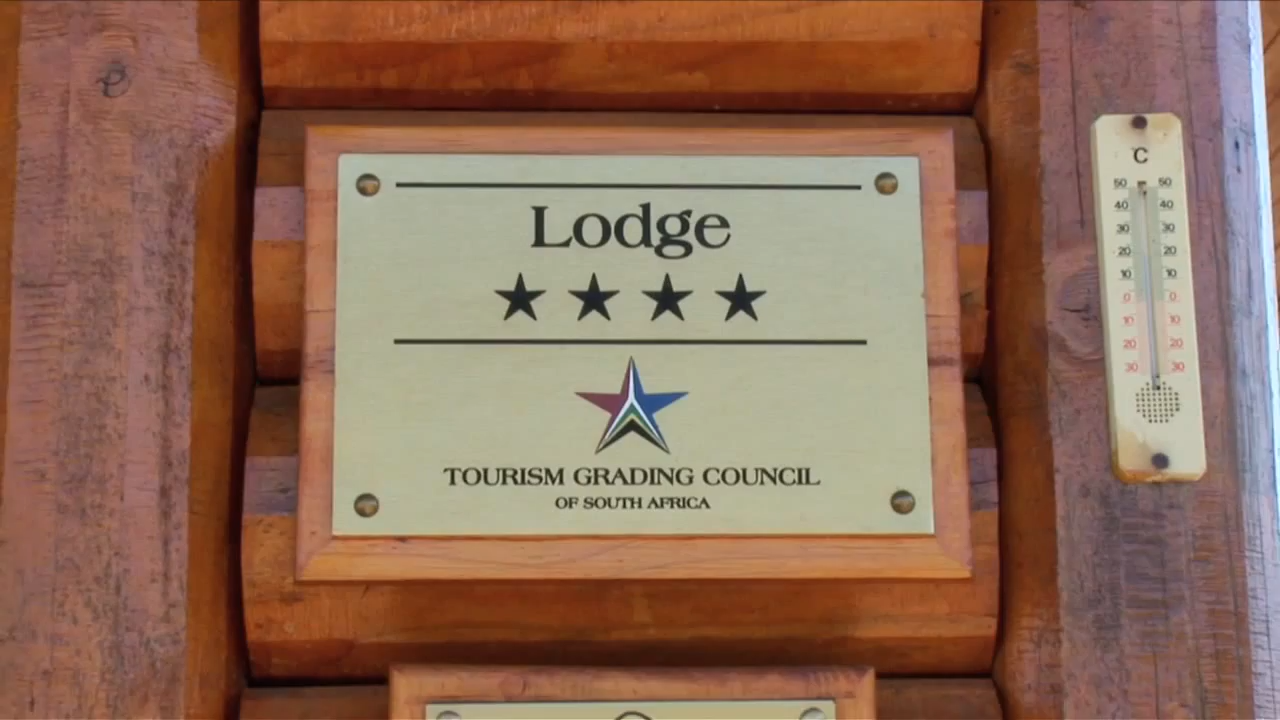 Lodge
★ ★ ★ ★
TOURISM GRADING COUNCIL
OF SOUTH AFRICA
°C
50 50
40 40
30 30
20 20
10 10
0 0
10 10
20 20
30 30